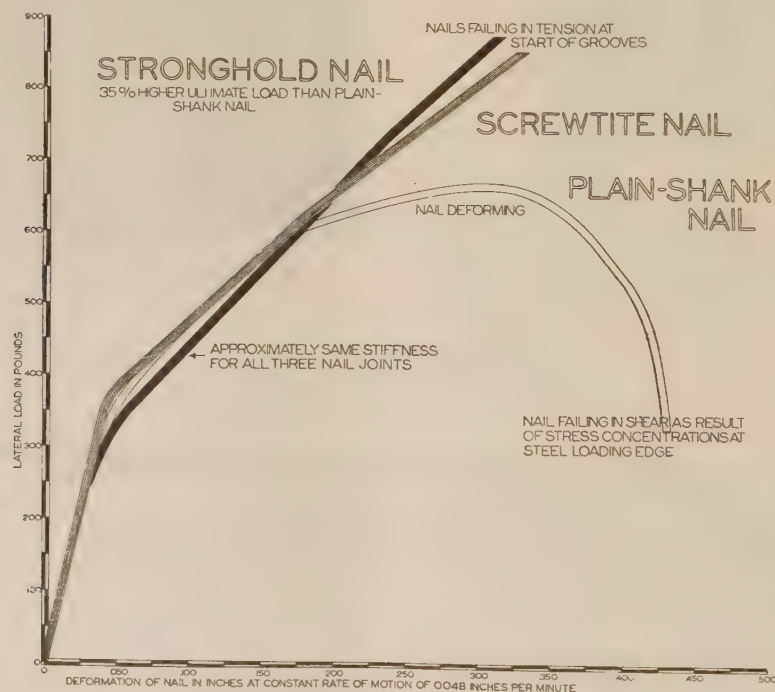 900
NAILS FAILING IN TENSION AT
START OF GROOVES
STRONGHOLD NAIL
35% HIGHER ULTIMATE LOAD THAN PLAIN-
SHANK NAIL
800
SCREWTITE NAIL
700
PLAIN-SHANK
NAIL
NAIL DEFORMING
600
500
APPROXIMATELY SAME STIFFNESS
FOR ALL THREE NAIL JOINTS
400
LATERAL LOAD IN POUNDS
NAIL FAILING IN SHEAR AS RESULT
OF STRESS CONCENTRATIONS AT
STEEL LOADING EDGE
300
200
100
0
0 .050 .100 .150 .200 .250 .300 .350 .400 .450 .500
DEFORMATION OF NAIL IN INCHES AT CONSTANT RATE OF MOTION OF 0.048 INCHES PER MINUTE